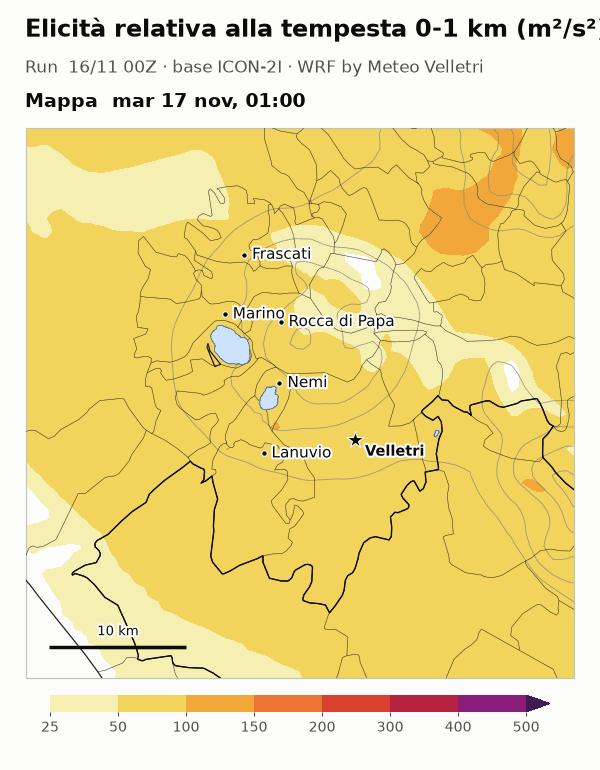 Elicità relativa alla tempesta 0-1 km (m²/s²)
Run 16/11 00Z · base ICON-2I · WRF by Meteo Velletri
Mappa mar 17 nov, 01:00
Frascati
Marino
Rocca di Papa
Nemi
Velletri
Lanuvio
10 km
25 50 100 150 200 300 400 500